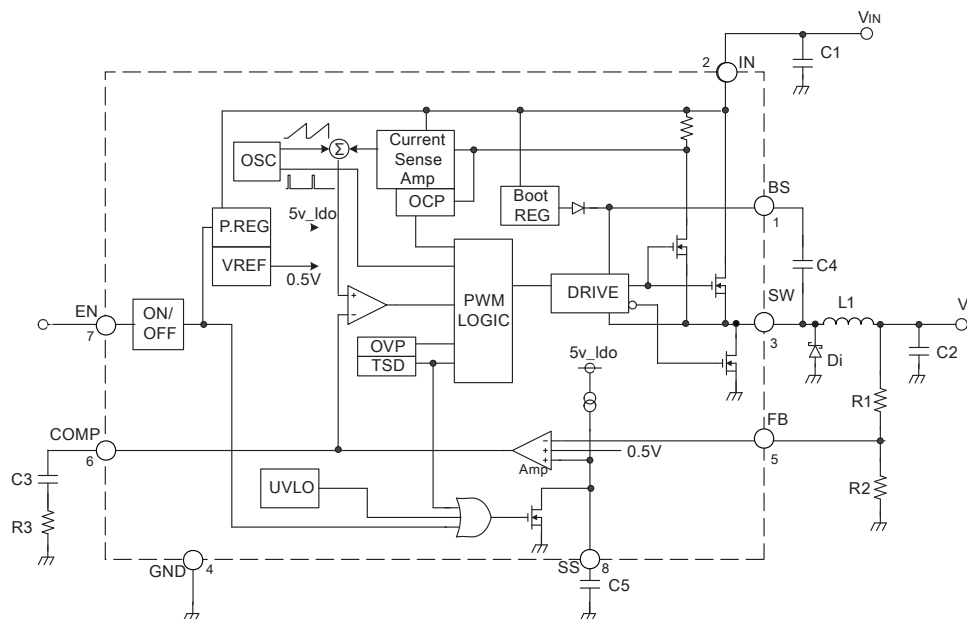 VIN
C1
2
IN
OSC
Σ
Current
Sense
Amp
OCP
Boot
REG
BS
1
5v_ldo
P.REG
VREF
0.5V
C4
PWM
LOGIC
DRIVE
SW
3
L1
V
EN
7
ON/
OFF
+
-
OVP
TSD
5v_ldo
Di
C2
R1
COMP
6
Amp
-
+
+
0.5V
FB
5
C3
R3
UVLO
R2
GND
4
SS
8
C5